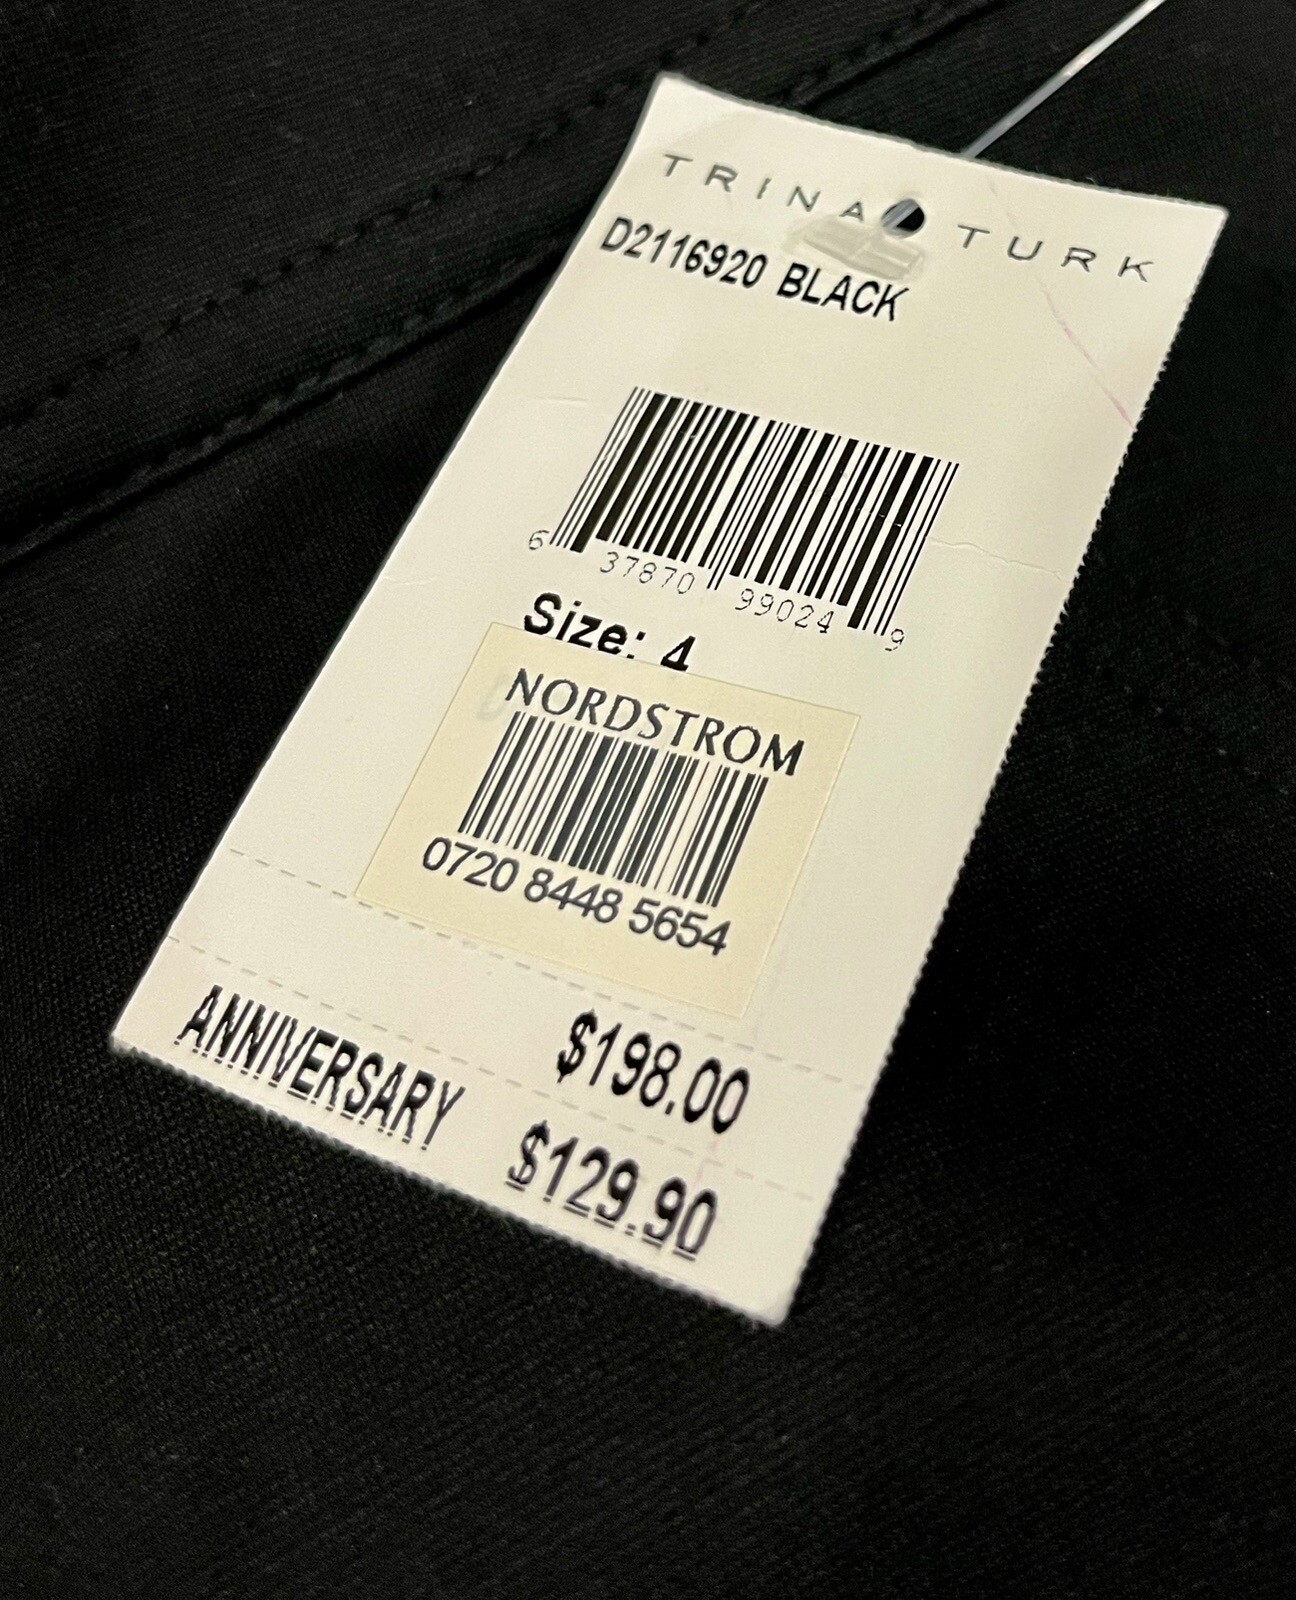 TRINA TURK
D2116920 BLACK
6 37870 99024 9
Size: 4
NORDSTROM
0720 8448 5654
$198.00
ANNIVERSARY
$129.90